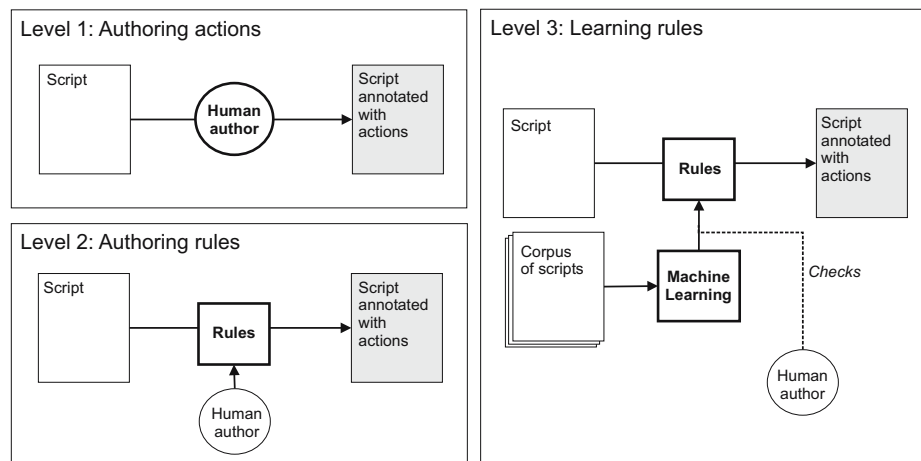 Level 1: Authoring actions
Script
Human
author
Script
annotated
with
actions
Level 2: Authoring rules
Script
Rules
Script
annotated
with
actions
Human
author
Level 3: Learning rules
Script
Rules
Script
annotated
with
actions
Corpus
of scripts
Machine
Learning
Checks
Human
author